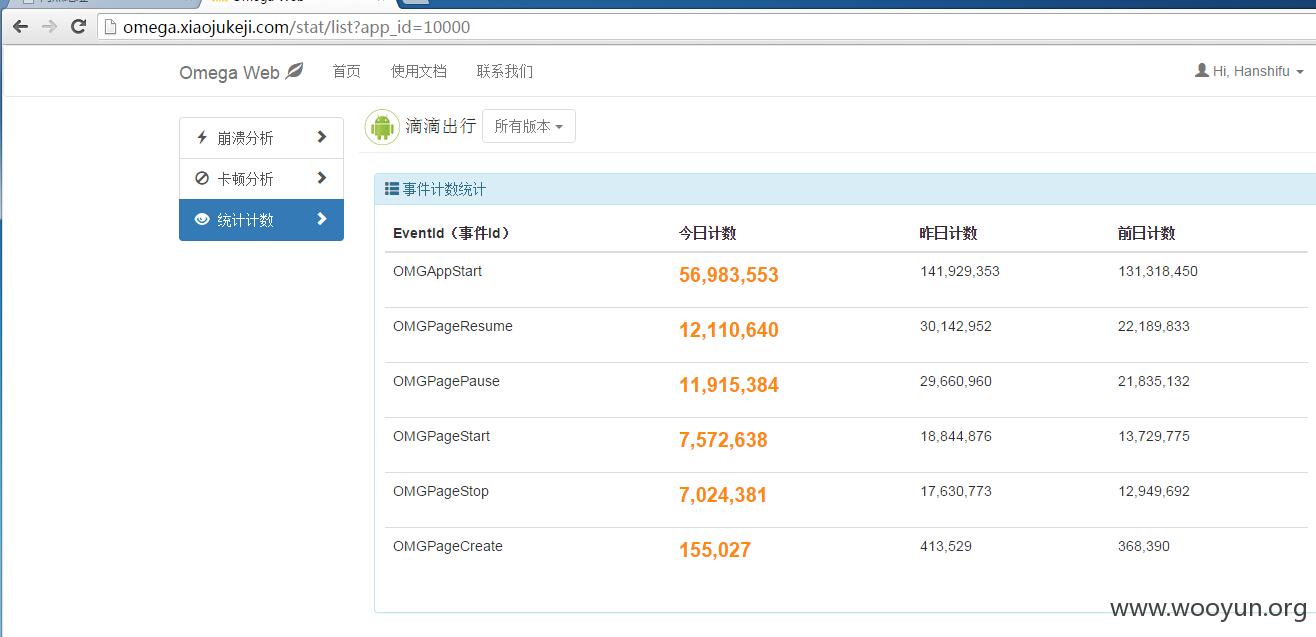 Omega Web
omega.xiaojukeji.com/stat/list?app_id=10000
Omega Web 首页 使用文档 联系我们 Hi, Hanshifu
崩溃分析
卡顿分析
统计计数
滴滴出行 所有版本
事件计数统计
EventId（事件Id） 今日计数 昨日计数 前日计数
OMGAppStart 56,983,553 141,929,353 131,318,450
OMGPageResume 12,110,640 30,142,952 22,189,833
OMGPagePause 11,915,384 29,660,960 21,835,132
OMGPageStart 7,572,638 18,844,876 13,729,775
OMGPageStop 7,024,381 17,630,773 12,949,692
OMGPageCreate 155,027 413,529 368,390
www.wooyun.org